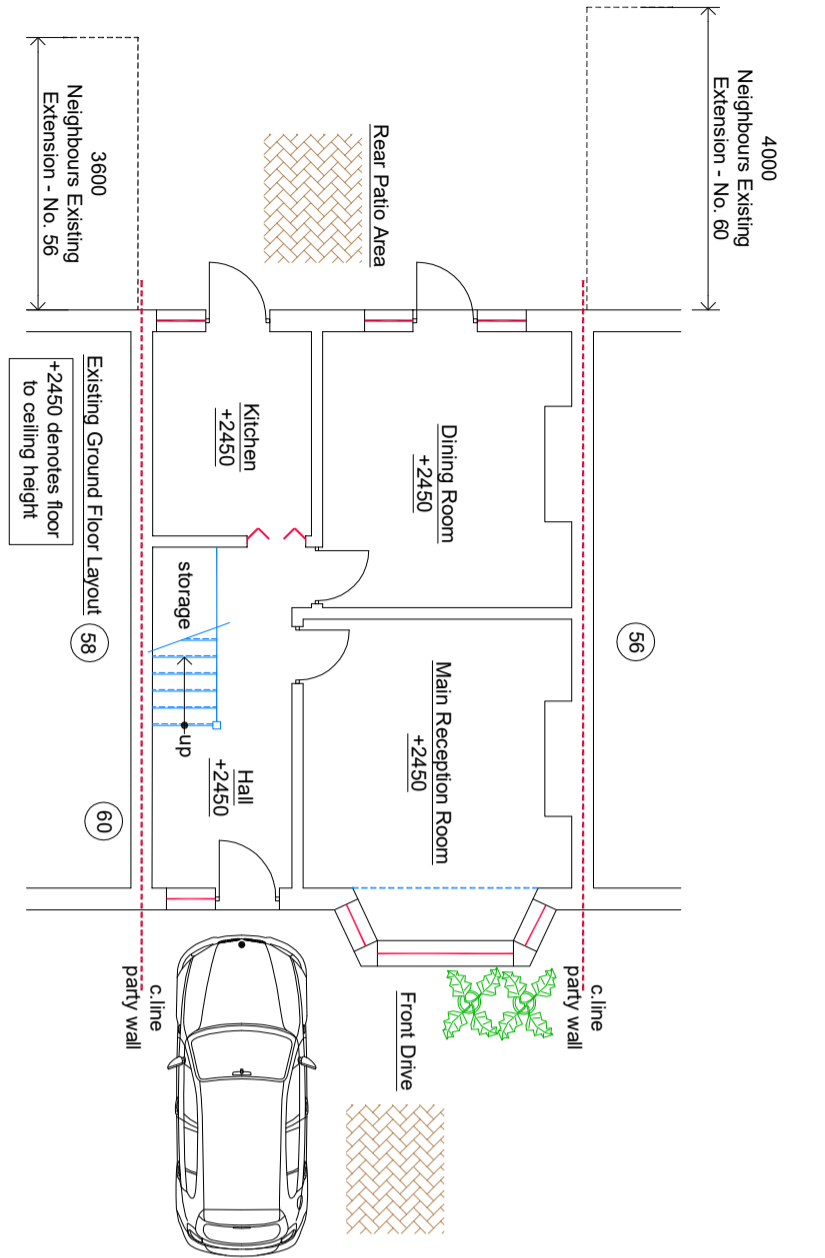 4000
Neighbours Existing
Extension - No. 60
3600
Neighbours Existing
Extension - No. 56
Rear Patio Area
Kitchen
+2450
Dining Room
+2450
storage
up
Hall
+2450
Main Reception Room
+2450
56
58
60
Existing Ground Floor Layout
+2450 denotes floor
to ceiling height
c.line
party wall
c.line
party wall
Front Drive